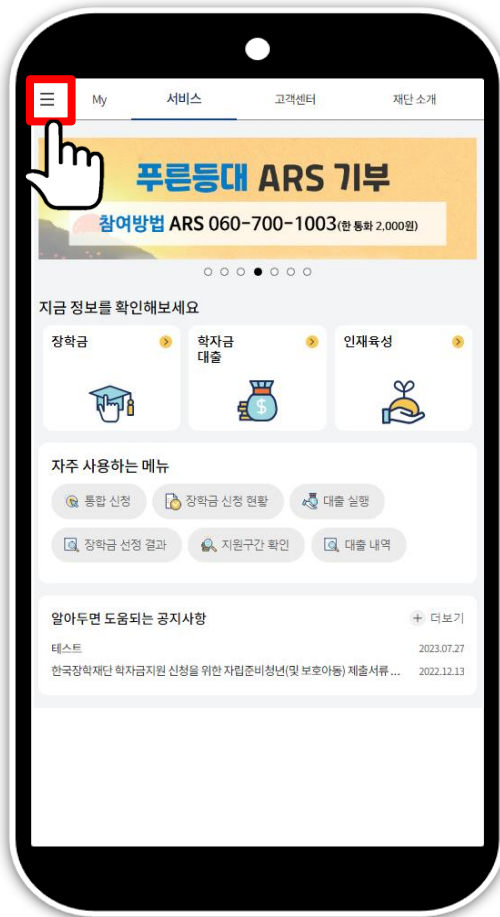 My 서비스 고객센터 재단 소개
푸른등대 ARS 기부
참여방법 ARS 060-700-1003(한 통화 2,000원)
지금 정보를 확인해보세요
장학금 학자금 대출 인재육성
자주 사용하는 메뉴
통합 신청 장학금 신청 현황 대출 실행
장학금 선정 결과 지원구간 확인 대출 내역
알아두면 도움되는 공지사항 + 더보기
테스트 2023.07.27
한국장학재단 학자금지원 신청을 위한 자립준비청년(및 보호아동) 제출서류 ... 2022.12.13